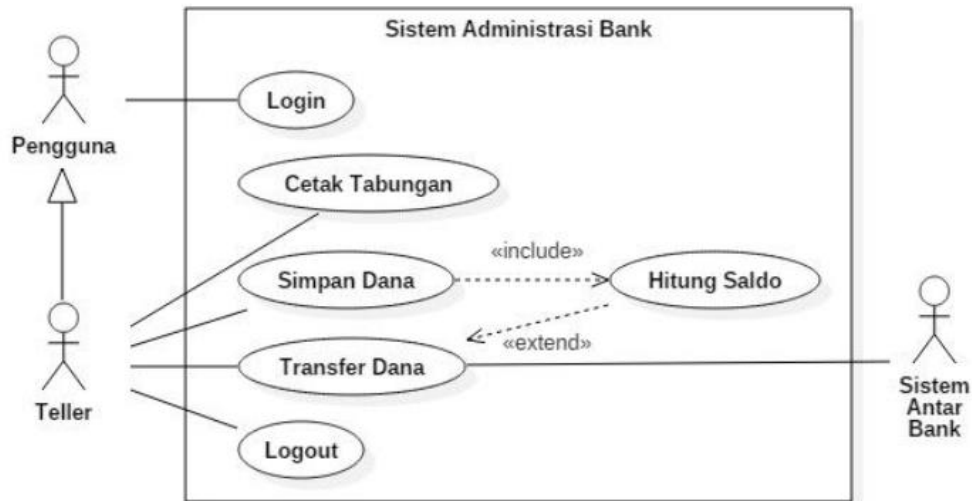 Sistem Administrasi Bank
Login
Pengguna
Cetak Tabungan
«include»
Simpan Dana
Hitung Saldo
«extend»
Transfer Dana
Teller
Sistem
Antar
Bank
Logout